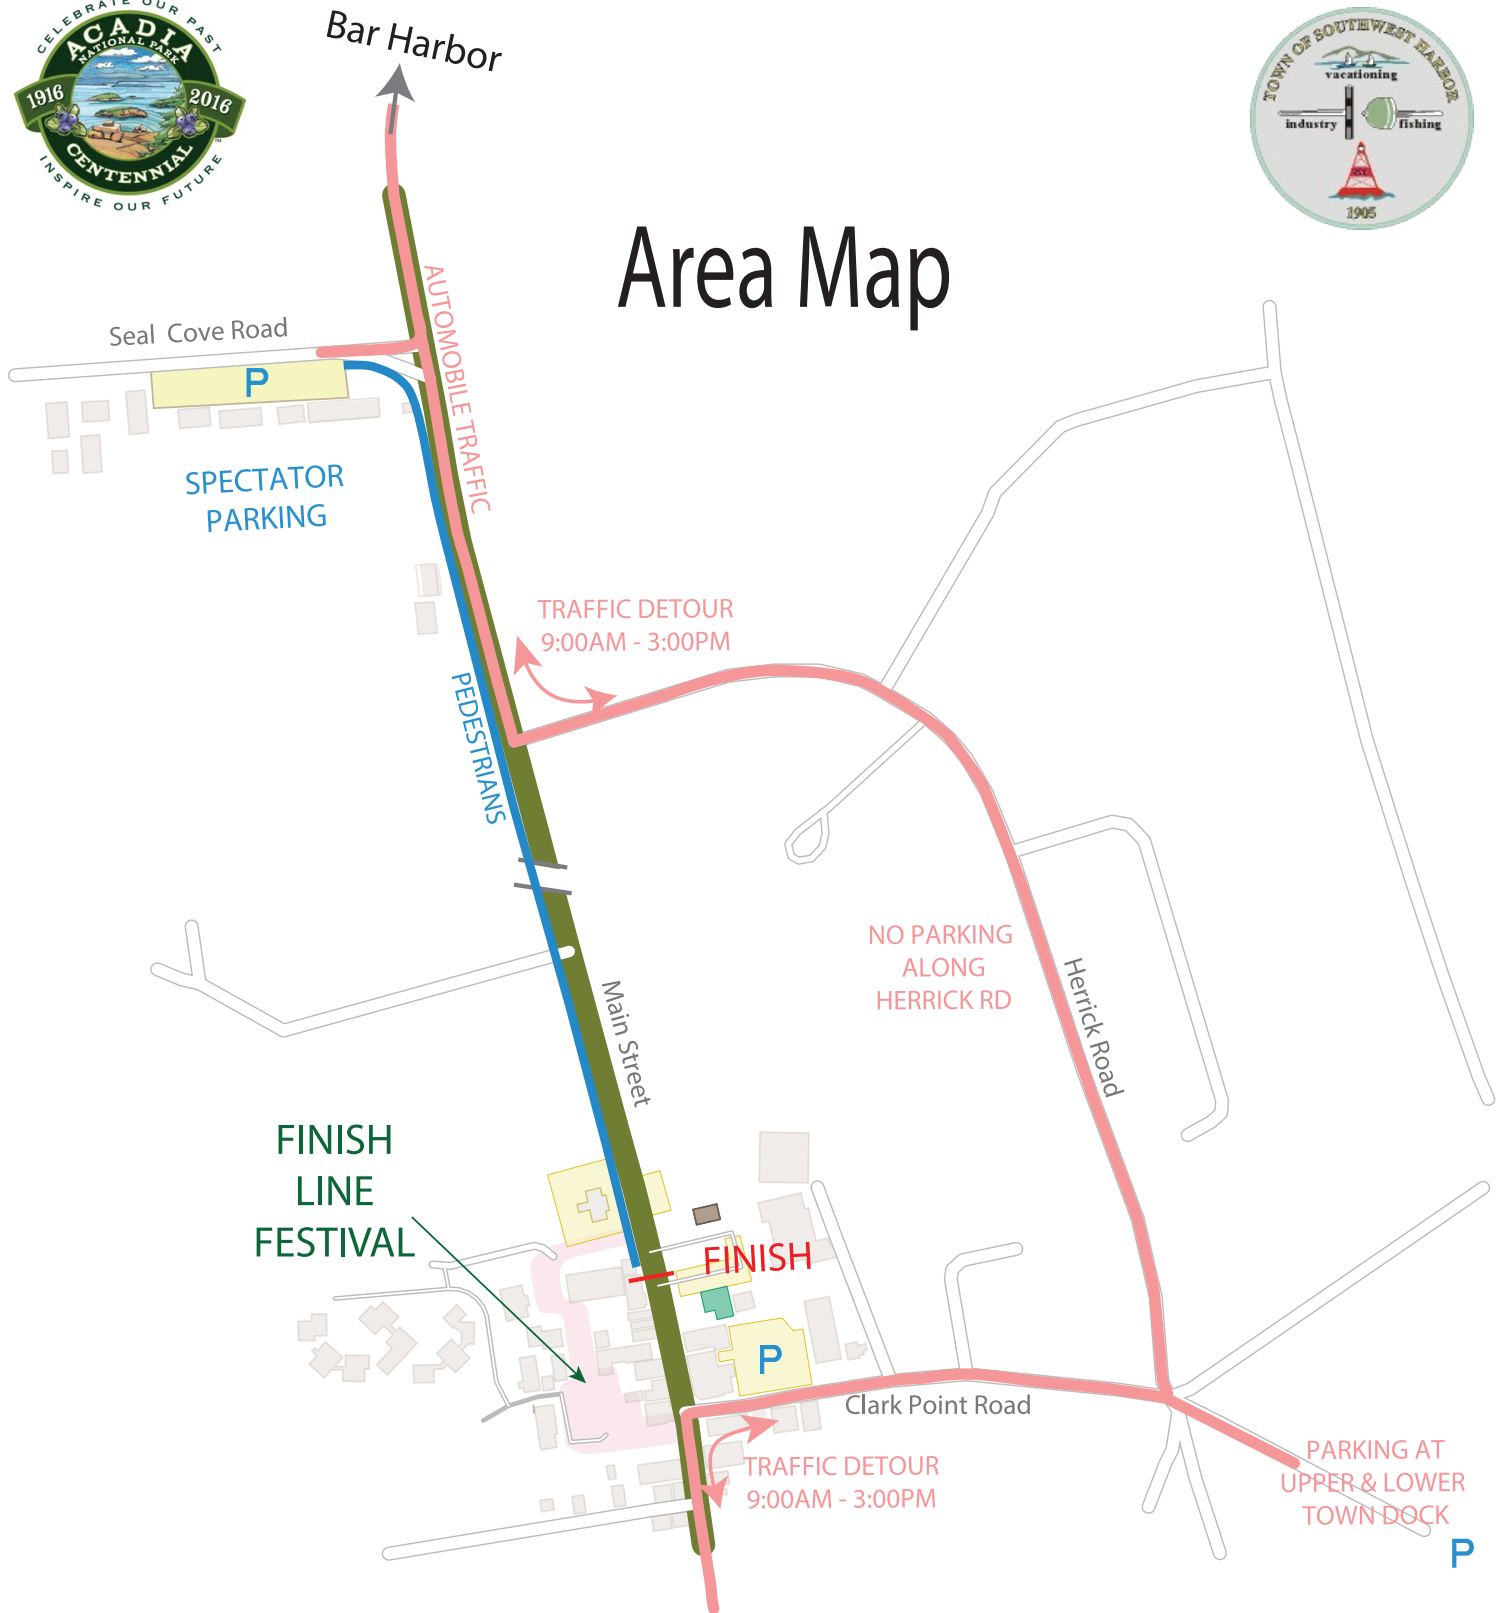 CELEBRATE OUR PAST
ACADIA
NATIONAL PARK
1916
2016
CENTENNIAL
INSPIRE OUR FUTURE
TM
Bar Harbor
TOWN OF SOUTHWEST HARBOR
vacationing
industry
fishing
1905
Area Map
Seal Cove Road
P
AUTOMOBILE TRAFFIC
SPECTATOR
PARKING
TRAFFIC DETOUR
9:00AM - 3:00PM
PEDESTRIANS
NO PARKING
ALONG
HERRICK RD
Herrick Road
Main Street
FINISH
LINE
FESTIVAL
FINISH
P
Clark Point Road
TRAFFIC DETOUR
9:00AM - 3:00PM
PARKING AT
UPPER & LOWER
TOWN DOCK
P